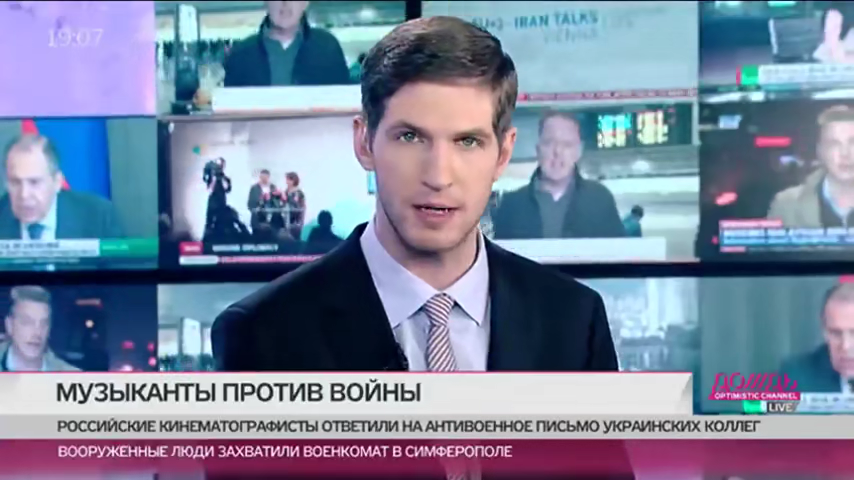 19:07
IRAN TALKS
VIENNA
МУЗЫКАНТЫ ПРОТИВ ВОЙНЫ
ДОЖДЬ
OPTIMISTIC CHANNEL
LIVE
РОССИЙСКИЕ КИНЕМАТОГРАФИСТЫ ОТВЕТИЛИ НА АНТИВОЕННОЕ ПИСЬМО УКРАИНСКИХ КОЛЛЕГ
ВООРУЖЕННЫЕ ЛЮДИ ЗАХВАТИЛИ ВОЕНКОМАТ В СИМФЕРОПОЛЕ